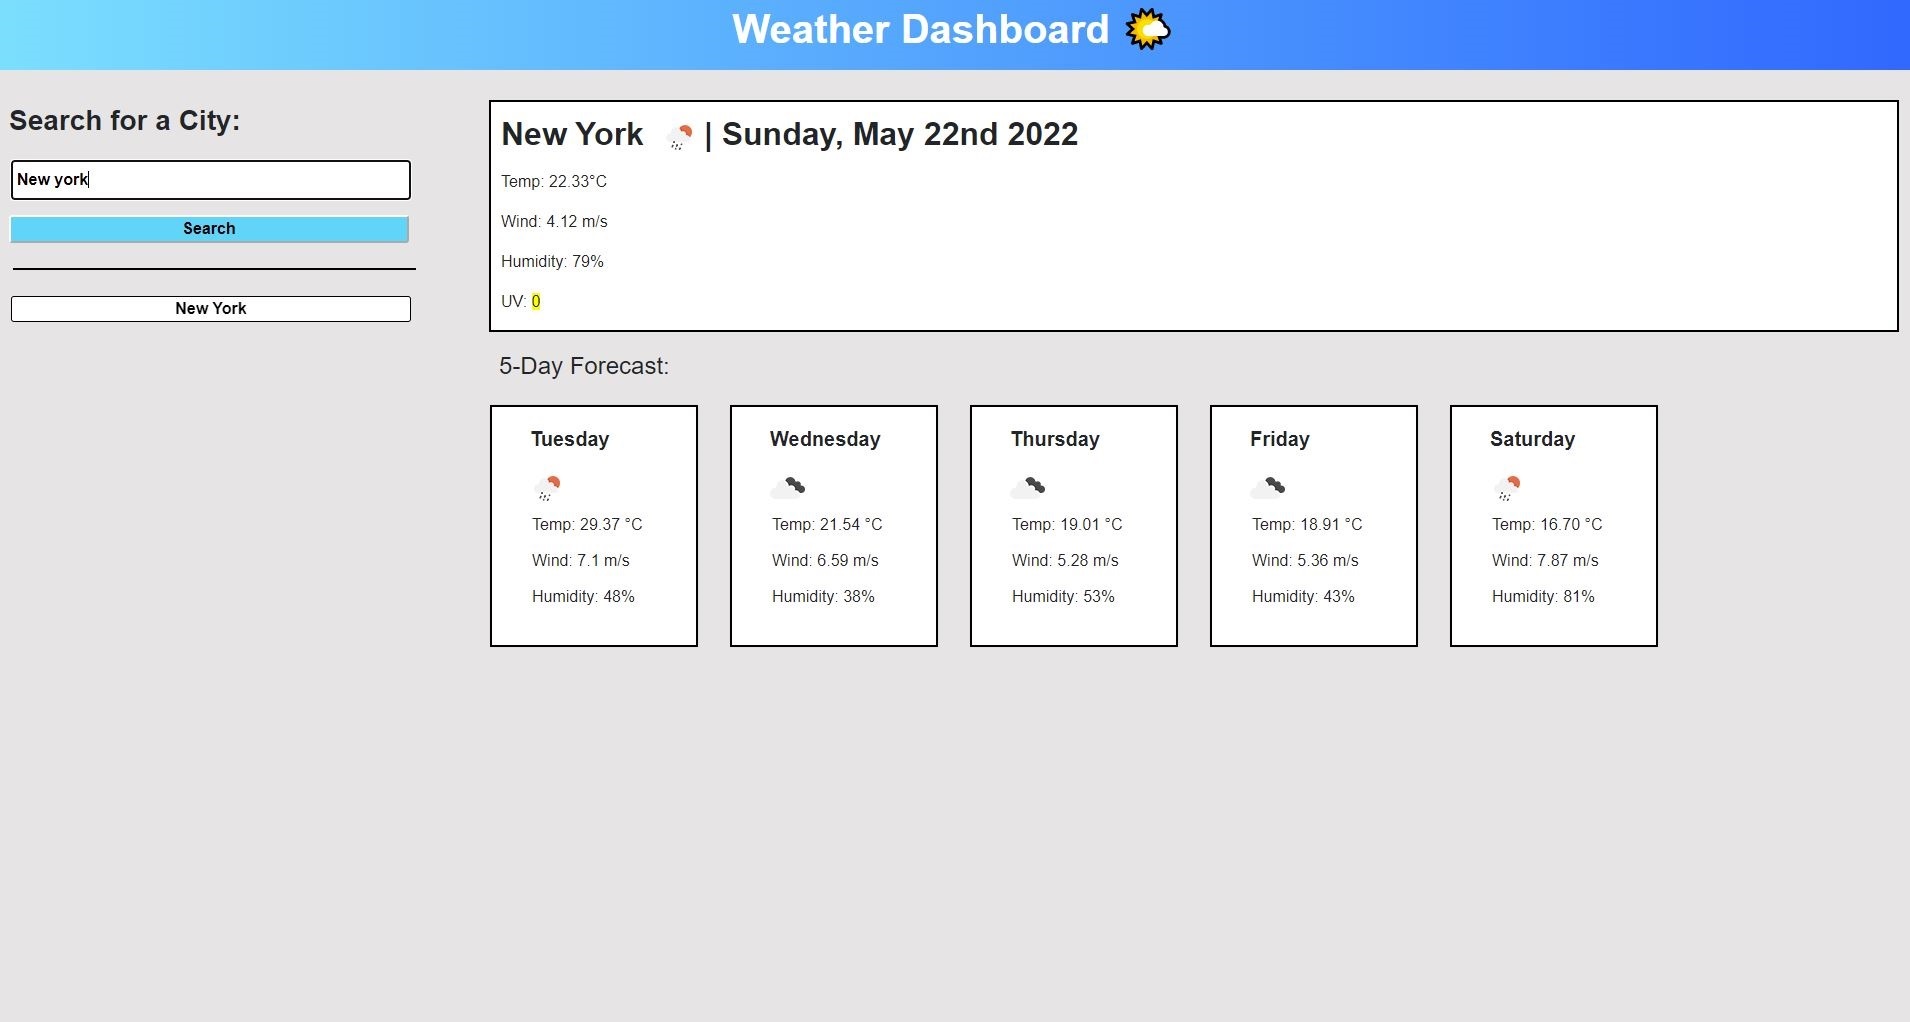 Weather Dashboard
Search for a City:
New york
Search
New York
New York | Sunday, May 22nd 2022
Temp: 22.33°C
Wind: 4.12 m/s
Humidity: 79%
UV: 0
5-Day Forecast:
Tuesday
Temp: 29.37 °C
Wind: 7.1 m/s
Humidity: 48%
Wednesday
Temp: 21.54 °C
Wind: 6.59 m/s
Humidity: 38%
Thursday
Temp: 19.01 °C
Wind: 5.28 m/s
Humidity: 53%
Friday
Temp: 18.91 °C
Wind: 5.36 m/s
Humidity: 43%
Saturday
Temp: 16.70 °C
Wind: 7.87 m/s
Humidity: 81%